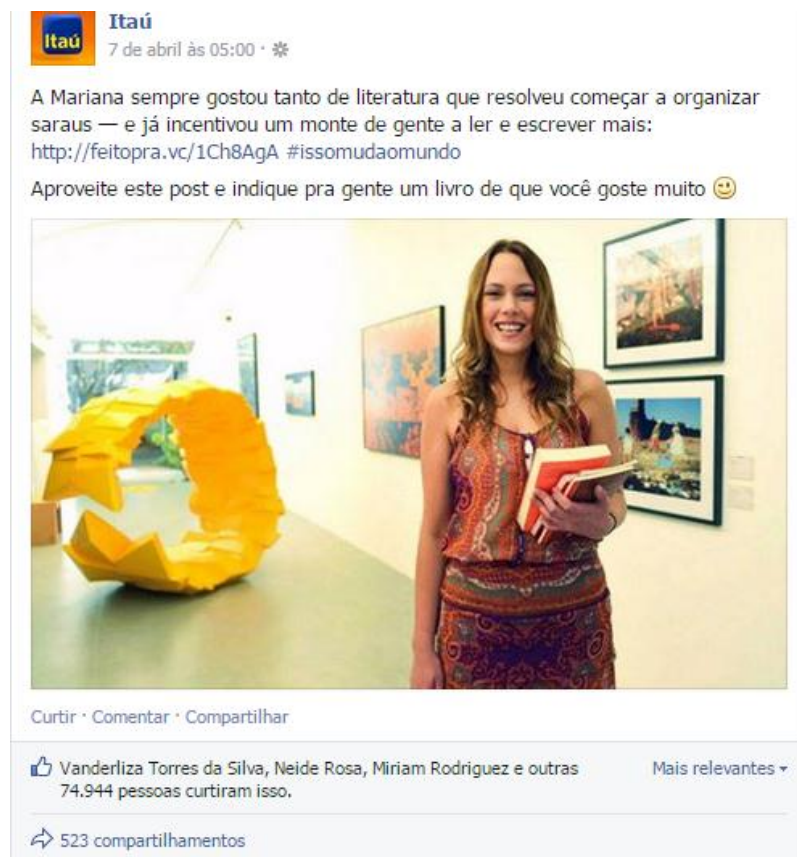 Itaú
Itaú
7 de abril às 05:00 ·
A Mariana sempre gostou tanto de literatura que resolveu começar a organizar
saraus — e já incentivou um monte de gente a ler e escrever mais:
http://feitopra.vc/1Ch8AgA #issomudaomundo
Aproveite este post e indique pra gente um livro de que você goste muito
Curtir · Comentar · Compartilhar
Vanderliza Torres da Silva, Neide Rosa, Miriam Rodriguez e outras
74.944 pessoas curtiram isso.
Mais relevantes
523 compartilhamentos